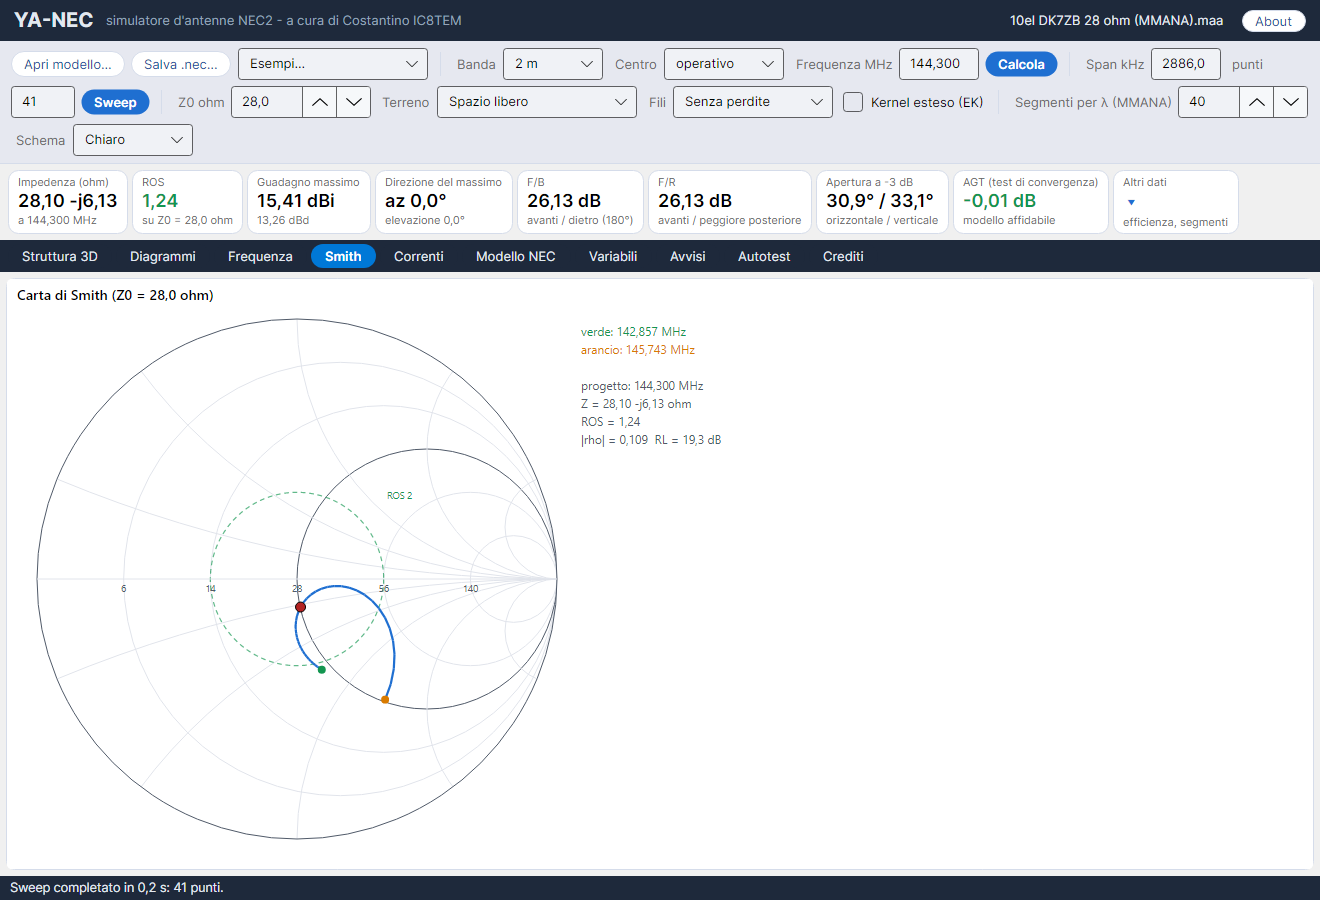 YA-NEC simulatore d'antenne NEC2 - a cura di Costantino IC8TEM 10el DK7ZB 28 ohm (MMANA).maa About
Apri modello... Salva .nec... Esempi... Banda 2 m Centro operativo Frequenza MHz 144,300 Calcola Span kHz 2886,0 punti
41 Sweep Z0 ohm 28,0 Terreno Spazio libero Fili Senza perdite Kernel esteso (EK) Segmenti per λ (MMANA) 40
Schema Chiaro
Impedenza (ohm) ROS Guadagno massimo Direzione del massimo F/B F/R Apertura a -3 dB AGT (test di convergenza) Altri dati
28,10 -j6,13 1,24 15,41 dBi az 0,0° 26,13 dB 26,13 dB 30,9° / 33,1° -0,01 dB
a 144,300 MHz su Z0 = 28,0 ohm 13,26 dBd elevazione 0,0° avanti / dietro (180°) avanti / peggiore posteriore orizzontale / verticale modello affidabile efficienza, segmenti
Struttura 3D Diagrammi Frequenza Smith Correnti Modello NEC Variabili Avvisi Autotest Crediti
Carta di Smith (Z0 = 28,0 ohm)
verde: 142,857 MHz
arancio: 145,743 MHz
progetto: 144,300 MHz
Z = 28,10 -j6,13 ohm
ROS = 1,24
|rho| = 0,109 RL = 19,3 dB
ROS 2
6 14 28 56 140
Sweep completato in 0,2 s: 41 punti.